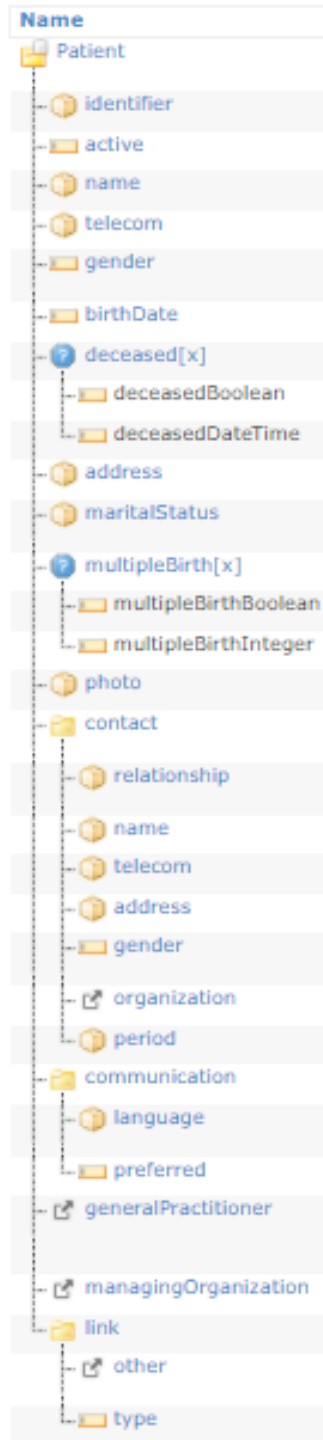 Name
Patient
identifier
active
name
telecom
gender
birthDate
deceased[x]
deceasedBoolean
deceasedDateTime
address
maritalStatus
multipleBirth[x]
multipleBirthBoolean
multipleBirthInteger
photo
contact
relationship
name
telecom
address
gender
organization
period
communication
language
preferred
generalPractitioner
managingOrganization
link
other
type